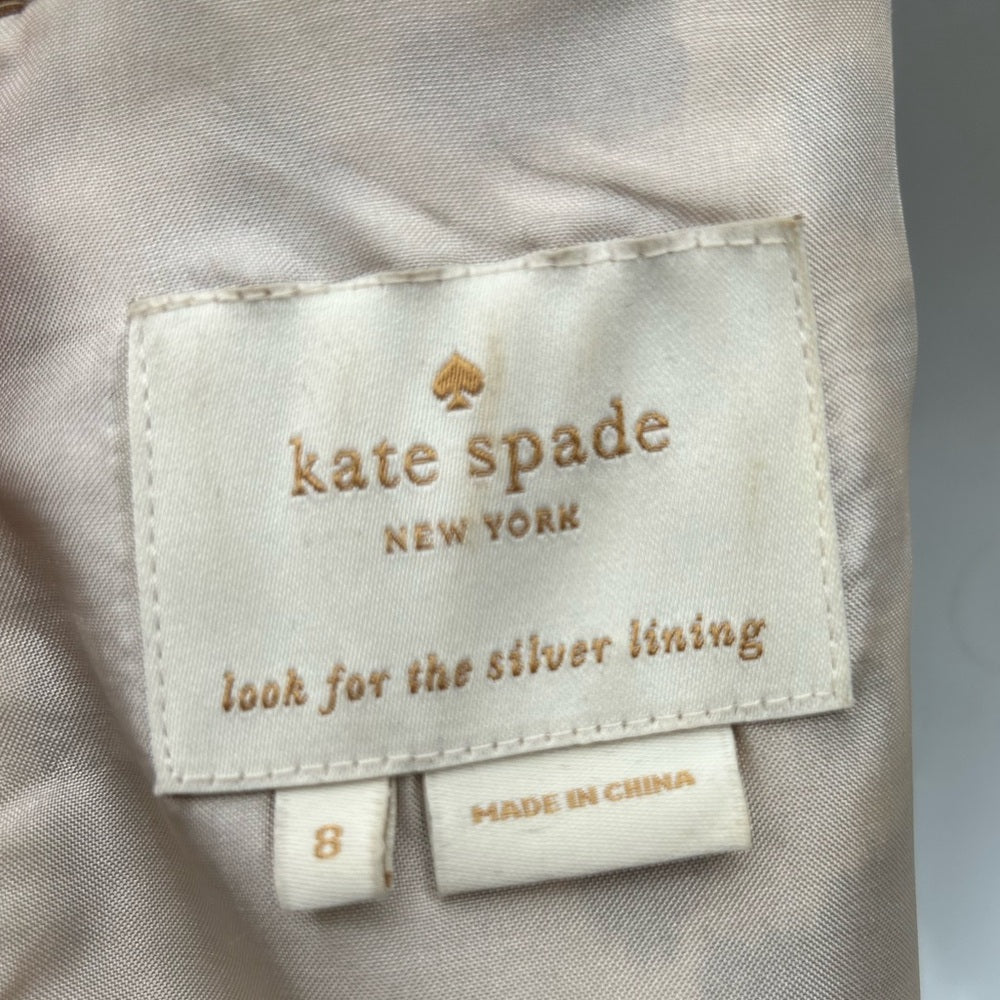 kate spade
NEW YORK
look for the silver lining
8
MADE IN CHINA